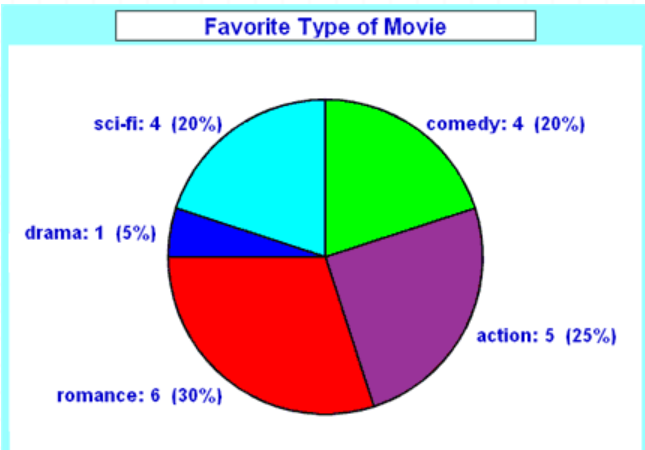 Favorite Type of Movie
sci-fi: 4 (20%)
comedy: 4 (20%)
drama: 1 (5%)
action: 5 (25%)
romance: 6 (30%)